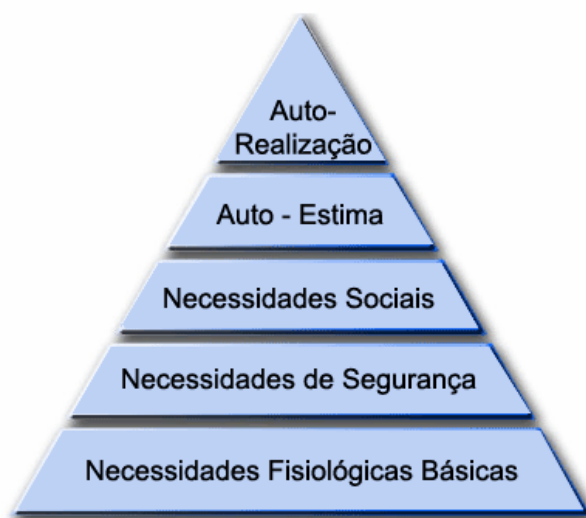 Auto-
Realização
Auto - Estima
Necessidades Sociais
Necessidades de Segurança
Necessidades Fisiológicas Básicas